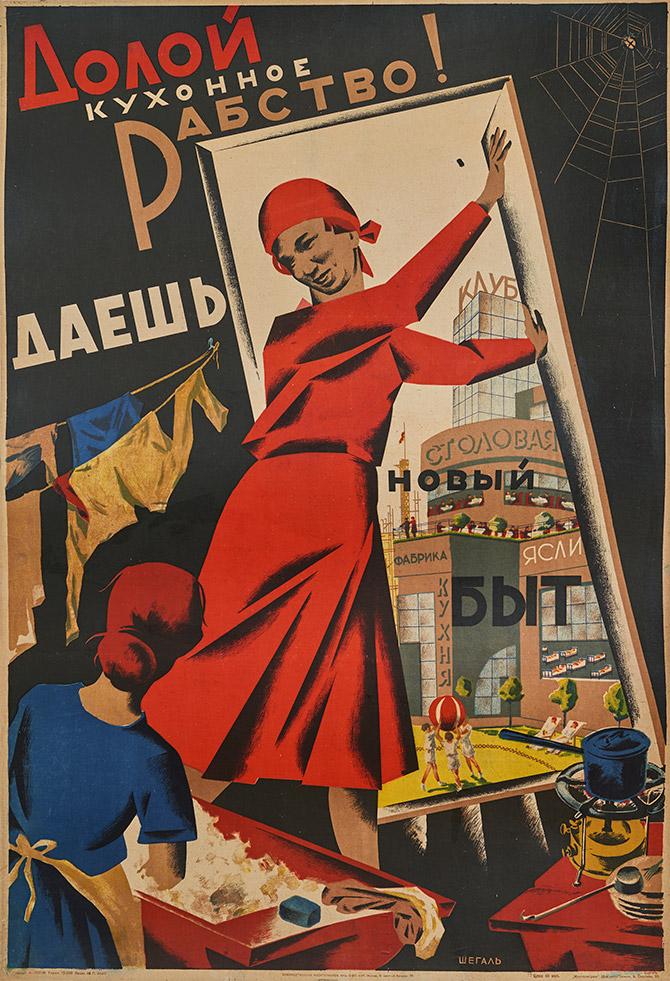 Долой
кухонное
Рабство!
ДАЕШЬ
НОВЫЙ
БЫТ
КЛУБ
СТОЛОВАЯ
ФАБРИКА
КУХНЯ
ЯСЛИ
ШЕГАЛЬ